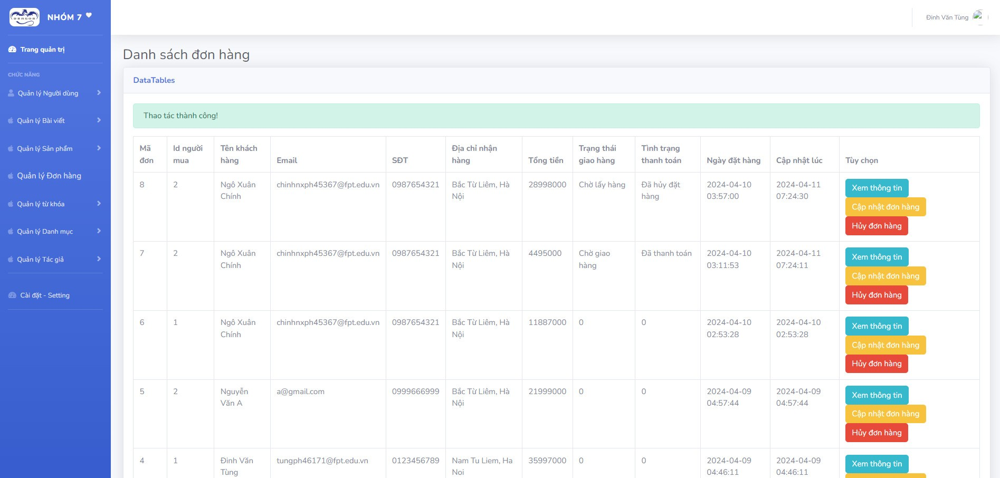 DRAGON
NHÓM 7
Đinh Văn Tùng
Trang quản trị
CHỨC NĂNG
Quản lý Người dùng
Quản lý Bài viết
Quản lý Sản phẩm
Quản lý Đơn hàng
Quản lý từ khóa
Quản lý Danh mục
Quản lý Tác giả
Cài đặt - Setting
Danh sách đơn hàng
DataTables
Thao tác thành công!
Mã đơn Id người mua Tên khách hàng Email SĐT Địa chỉ nhận hàng Tổng tiền Trạng thái giao hàng Tình trạng thanh toán Ngày đặt hàng Cập nhật lúc Tùy chọn
8 2 Ngô Xuân Chính chinhnxph45367@fpt.edu.vn 0987654321 Bắc Từ Liêm, Hà Nội 28998000 Chờ lấy hàng Đã hủy đặt hàng 2024-04-10 03:57:00 2024-04-11 07:24:30 Xem thông tin
Cập nhật đơn hàng
Hủy đơn hàng
7 2 Ngô Xuân Chính chinhnxph45367@fpt.edu.vn 0987654321 Bắc Từ Liêm, Hà Nội 4495000 Chờ giao hàng Đã thanh toán 2024-04-10 03:11:53 2024-04-11 07:24:11 Xem thông tin
Cập nhật đơn hàng
Hủy đơn hàng
6 1 Ngô Xuân Chính chinhnxph45367@fpt.edu.vn 0987654321 Bắc Từ Liêm, Hà Nội 11887000 0 0 2024-04-10 02:53:28 2024-04-10 02:53:28 Xem thông tin
Cập nhật đơn hàng
Hủy đơn hàng
5 2 Nguyễn Văn A a@gmail.com 0999666999 Bắc Từ Liêm, Hà Nội 21999000 0 0 2024-04-09 04:57:44 2024-04-09 04:57:44 Xem thông tin
Cập nhật đơn hàng
Hủy đơn hàng
4 1 Đinh Văn Tùng tungph46171@fpt.edu.vn 0123456789 Nam Tu Liem, Ha Noi 35997000 0 0 2024-04-09 04:46:11 2024-04-09 04:46:11 Xem thông tin